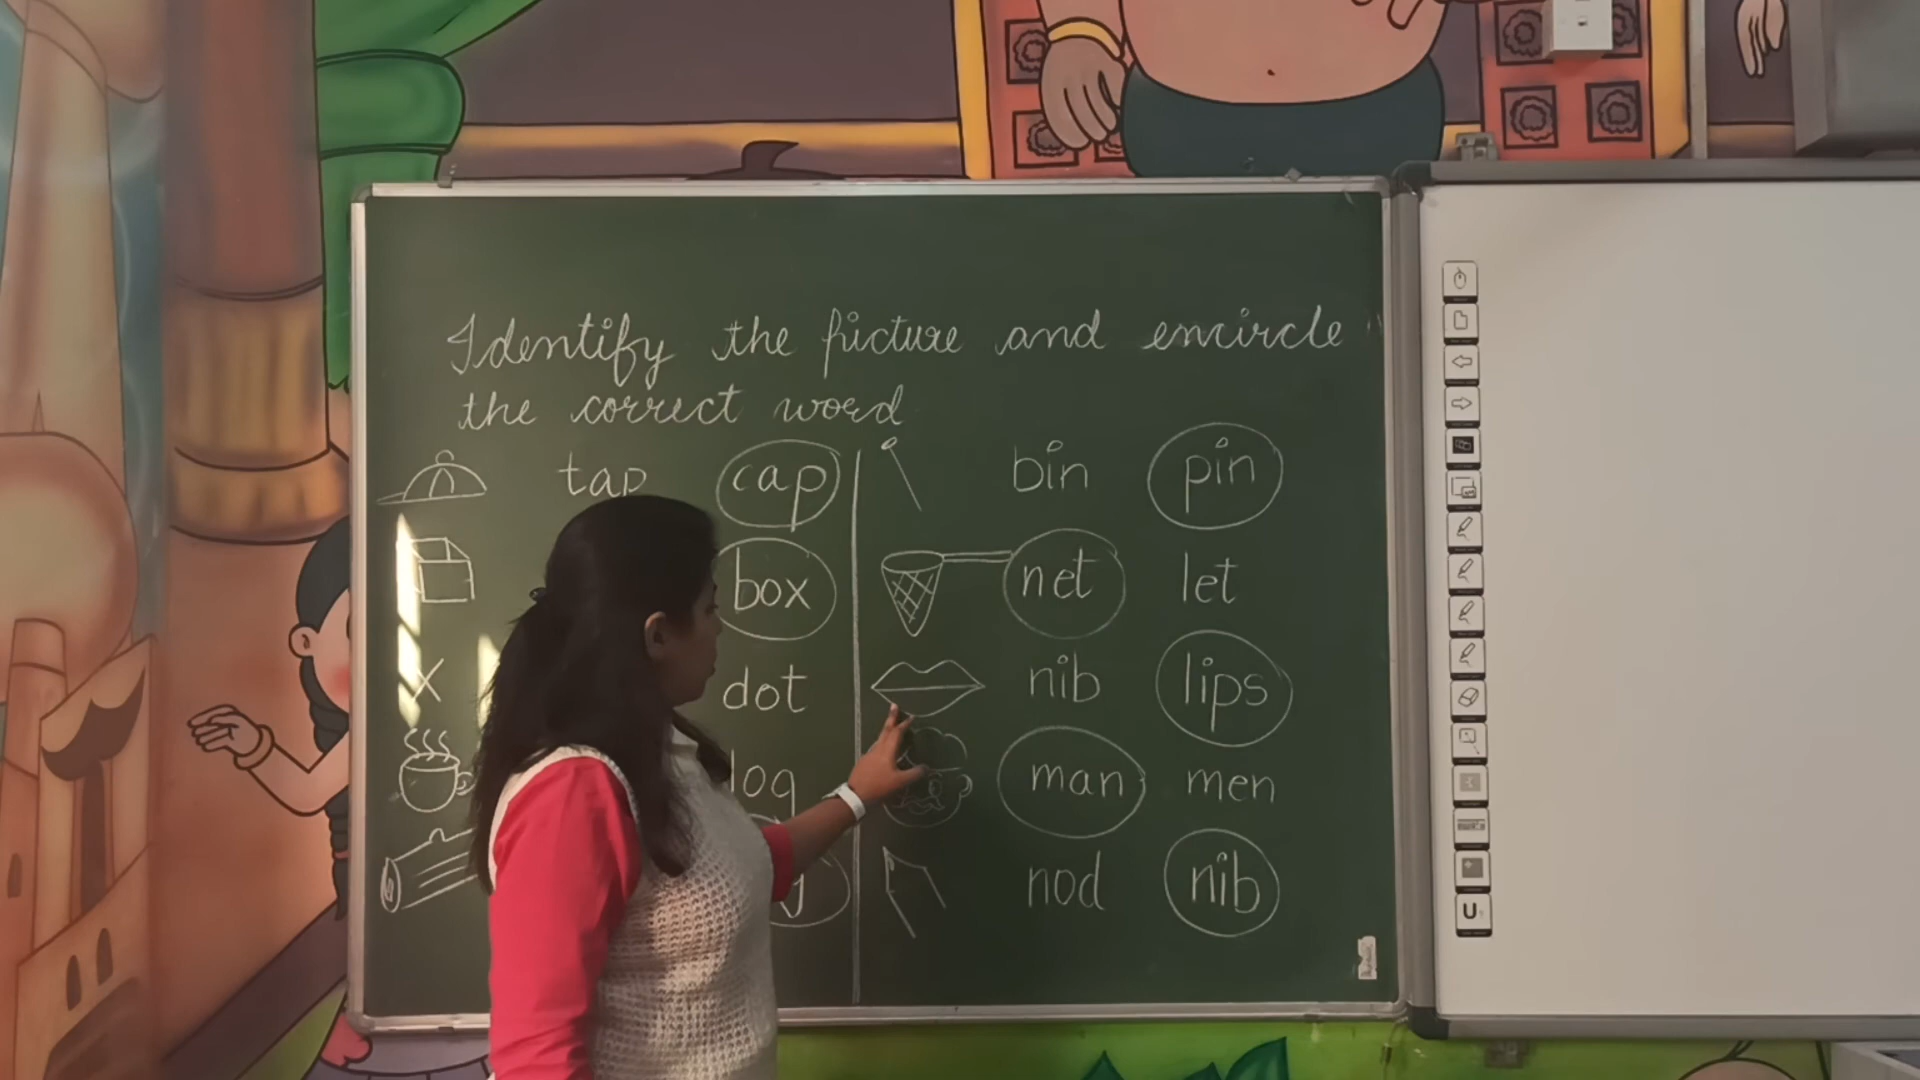 Identify the picture and encircle
the correct word
tap cap bin pin
box net let
x dot nib lips
log man men
nod nib